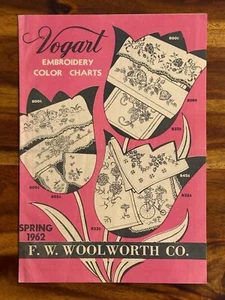 Vogart
EMBROIDERY
COLOR CHARTS
SPRING
1962
F. W. WOOLWORTH CO.